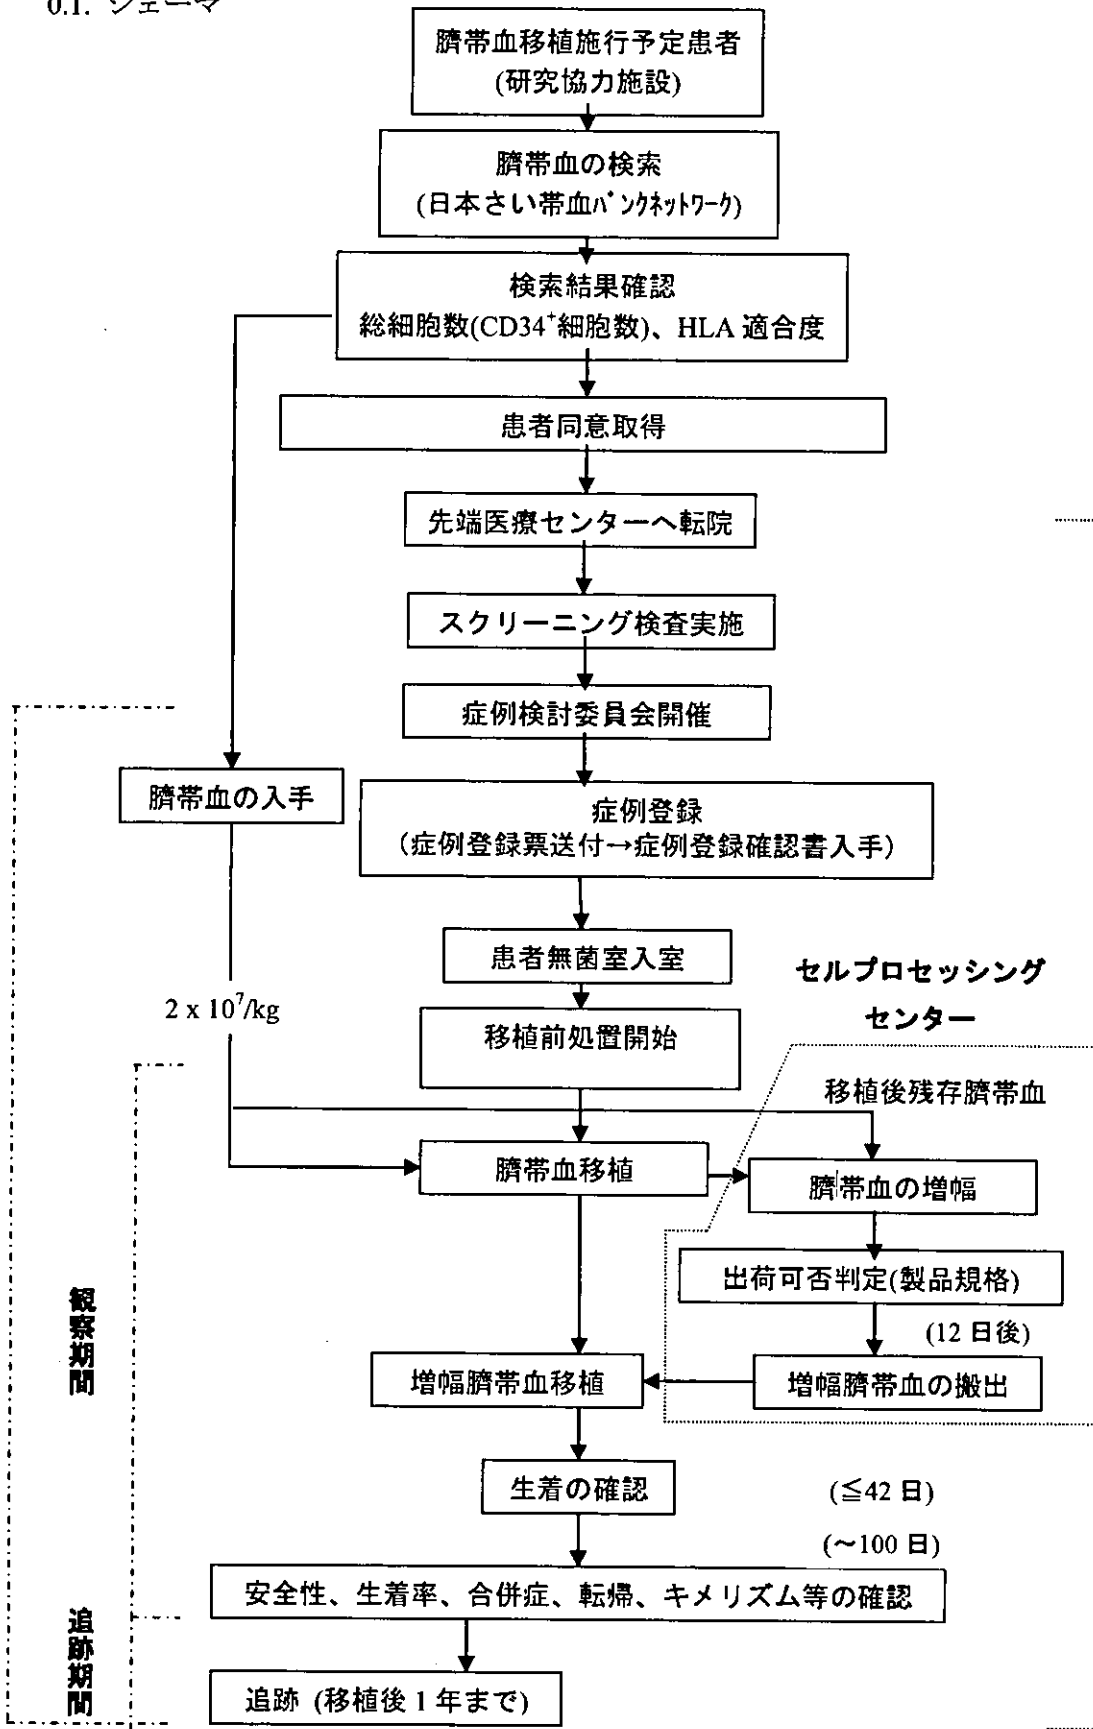 0.1. シェーマ
臍帯血移植施行予定患者
(研究協力施設)
臍帯血の検索
(日本さい帯血ﾊﾞﾝｸﾈｯﾄﾜｰｸ)
検索結果確認
総細胞数(CD34⁺細胞数)、HLA 適合度
患者同意取得
先端医療センターへ転院
スクリーニング検査実施
症例検討委員会開催
臍帯血の入手
症例登録
(症例登録票送付→症例登録確認書入手)
患者無菌室入室
セルプロセッシング
センター
2 x 10⁷/kg
移植前処置開始
移植後残存臍帯血
臍帯血移植
臍帯血の増幅
出荷可否判定(製品規格)
(12 日後)
増幅臍帯血移植
増幅臍帯血の搬出
観察期間
生着の確認
(≦42 日)
(~100 日)
安全性、生着率、合併症、転帰、キメリズム等の確認
追跡期間
追跡 (移植後 1 年まで)